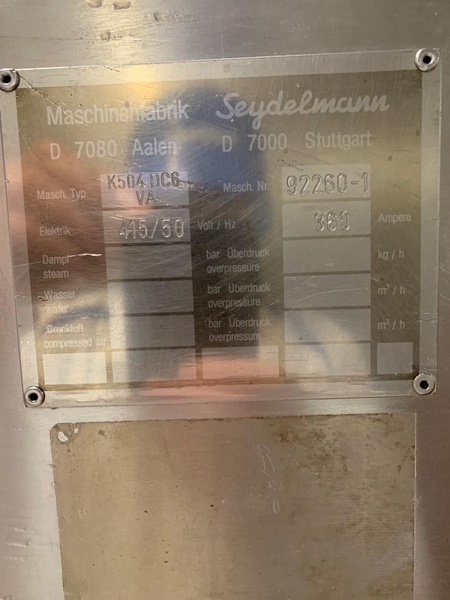 Maschinenfabrik Seydelmann
D 7080 Aalen D 7000 Stuttgart
Masch. Typ K504 DC6 VA Masch. Nr. 92260-1
Elektrik 415/50 Volt / Hz 360 Ampère
Dampf steam bar Überdruck overpressure kg / h
Wasser water bar Überdruck overpressure m³ / h
Druckluft compressed air bar Überdruck overpressure m³ / h